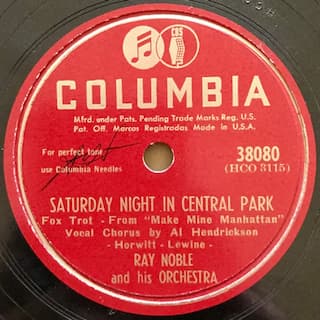 CBS
COLUMBIA
Mfrd. under Pats. Pending Trade Marks Reg. U.S.
Pat. Off. Marcas Registradas Made in U.S.A.
For perfect tone
use Columbia Needles
38080
(HCO 3115)
SATURDAY NIGHT IN CENTRAL PARK
Fox Trot - From "Make Mine Manhattan"
Vocal Chorus by Al Hendrickson
- Horwitt - Lewine -
RAY NOBLE
and his ORCHESTRA